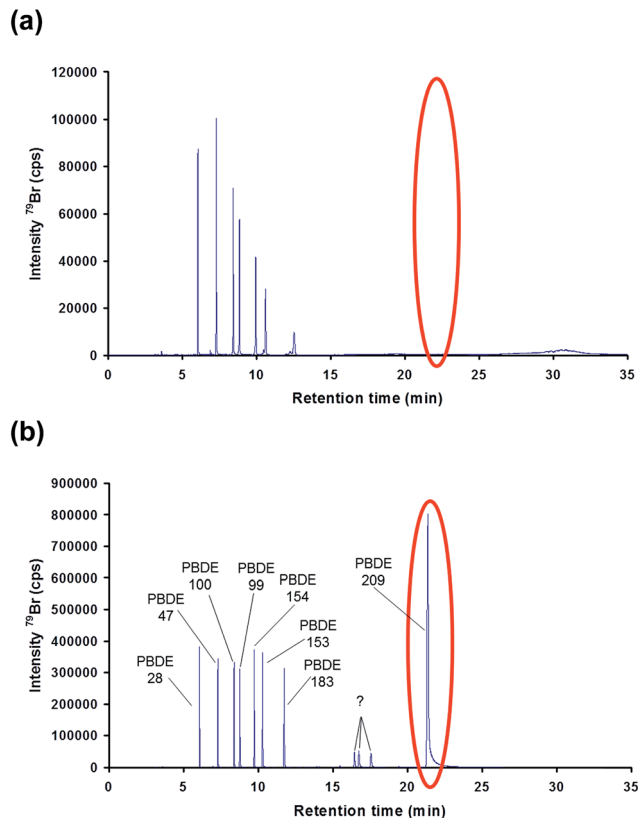 (a)
120000
100000
80000
60000
40000
20000
0
Intensity ⁷⁹Br (cps)
0 5 10 15 20 25 30 35
Retention time (min)
(b)
900000
800000
700000
600000
500000
400000
300000
200000
100000
0
Intensity ⁷⁹Br (cps)
PBDE
28
PBDE
47
PBDE
100
PBDE
99
PBDE
154
PBDE
153
PBDE
183
?
PBDE
209
0 5 10 15 20 25 30 35
Retention time (min)